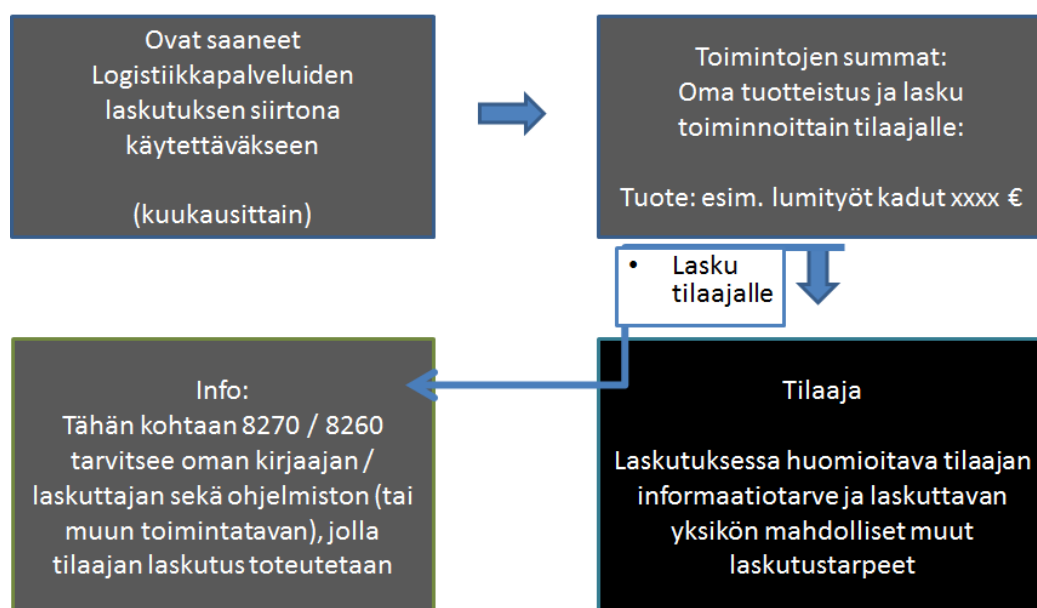 Ovat saaneet
Logistiikkapalveluiden
laskutuksen siirtona
käytettäväkseen
(kuukausittain)
Toimintojen summat:
Oma tuotteistus ja lasku
toiminnoittain tilaajalle:
Tuote: esim. lumityöt kadut xxxx €
• Lasku
tilaajalle
Info:
Tähän kohtaan 8270 / 8260
tarvitsee oman kirjaajan /
laskuttajan sekä ohjelmiston (tai
muun toimintatavan), jolla
tilaajan laskutus toteutetaan
Tilaaja
Laskutuksessa huomioitava tilaajan
informaatiotarve ja laskuttavan
yksikön mahdolliset muut
laskutustarpeet